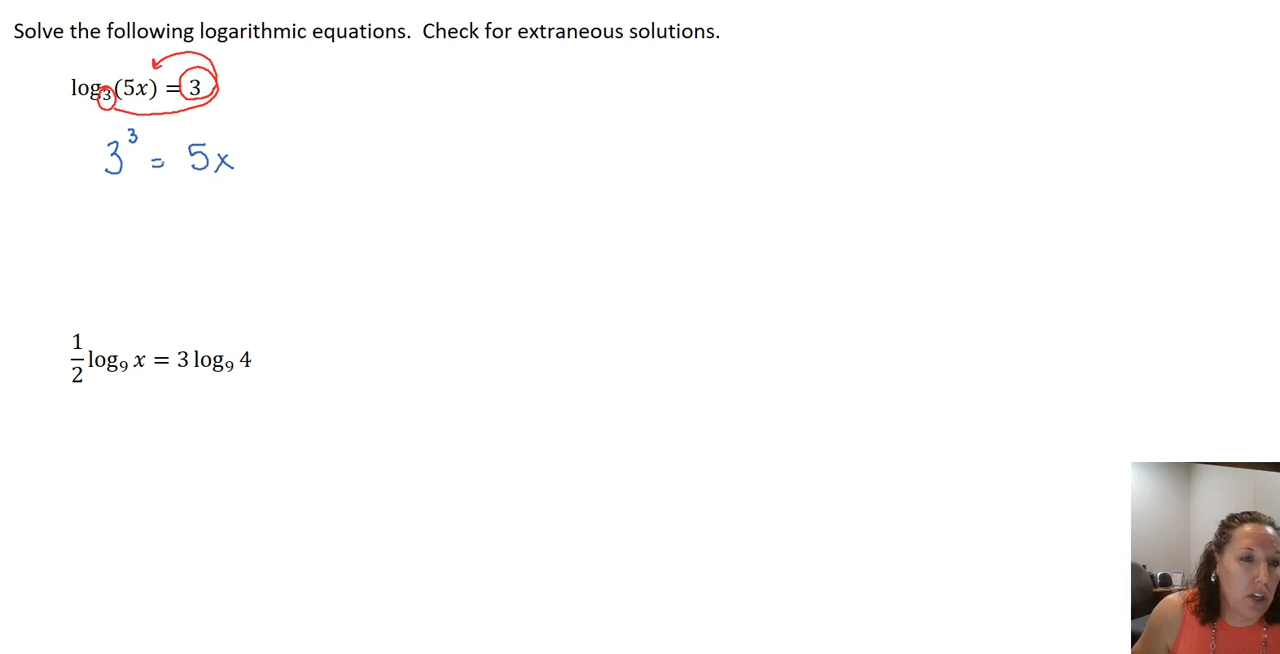 Solve the following logarithmic equations.  Check for extraneous solutions.
log₃(5x) = 3
3³ = 5x
½ log₉ x = 3 log₉ 4